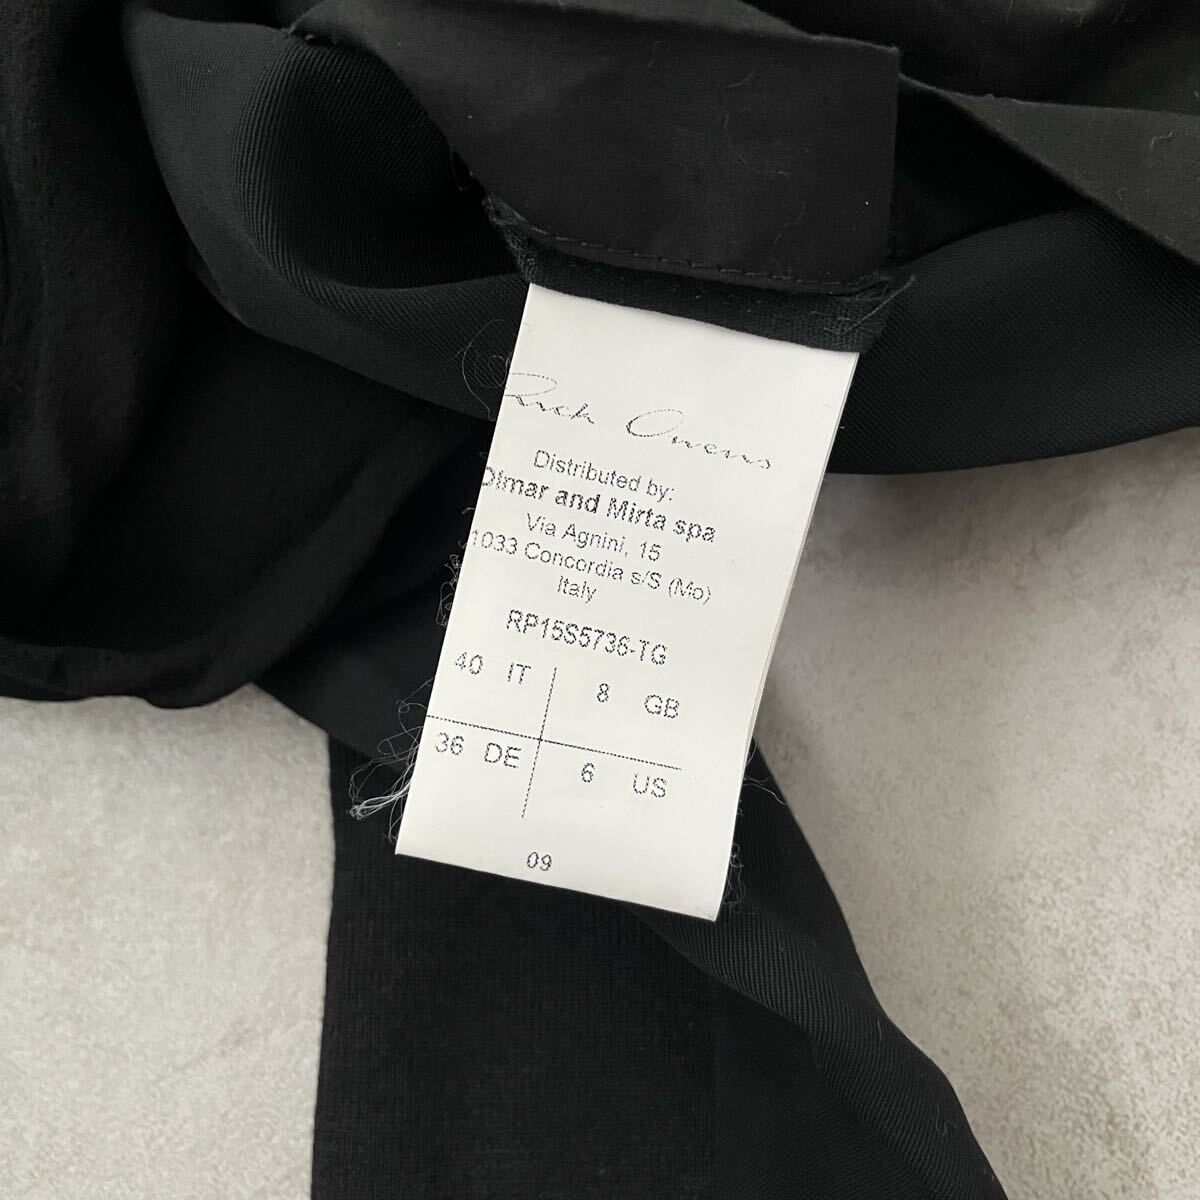 Rick Owens
Distributed by:
Olmar and Mirta spa
Via Agnini, 15
1033 Concordia s/S (Mo)
Italy
RP15S5736-TG
40 IT 8 GB
36 DE 6 US
09